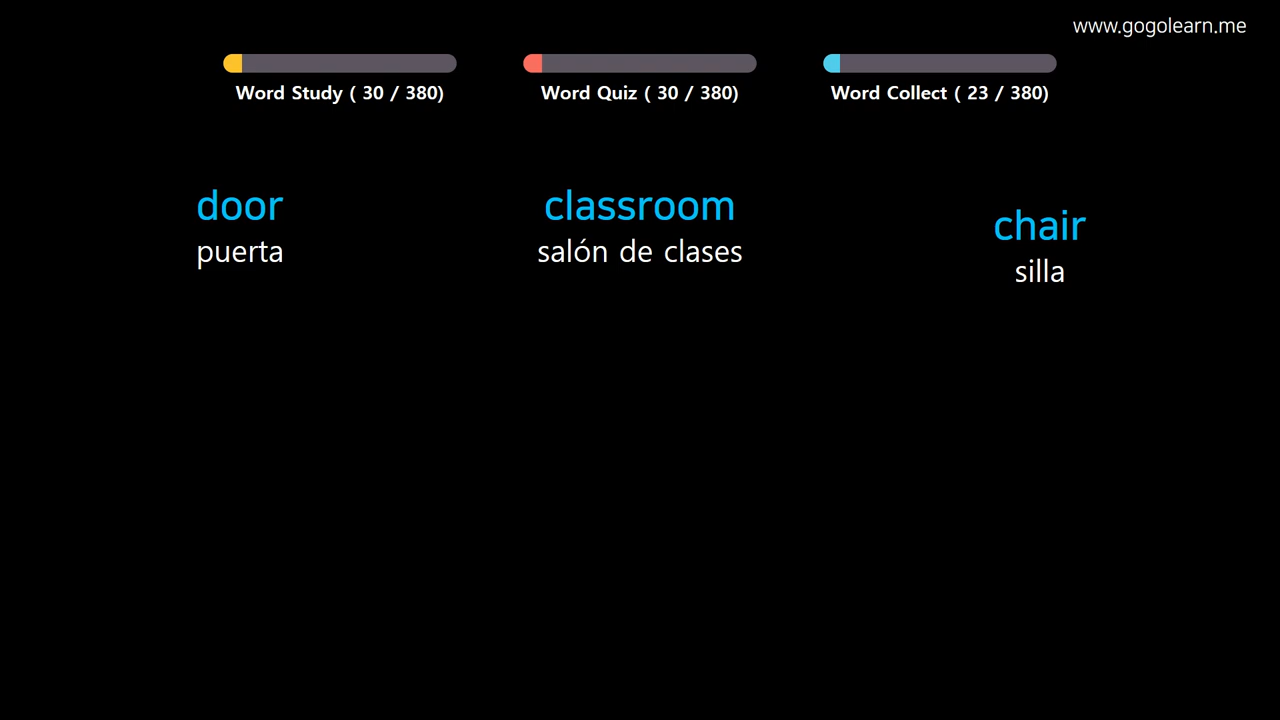 www.gogolearn.me
Word Study ( 30 / 380)
Word Quiz ( 30 / 380)
Word Collect ( 23 / 380)
door
puerta
classroom
salón de clases
chair
silla